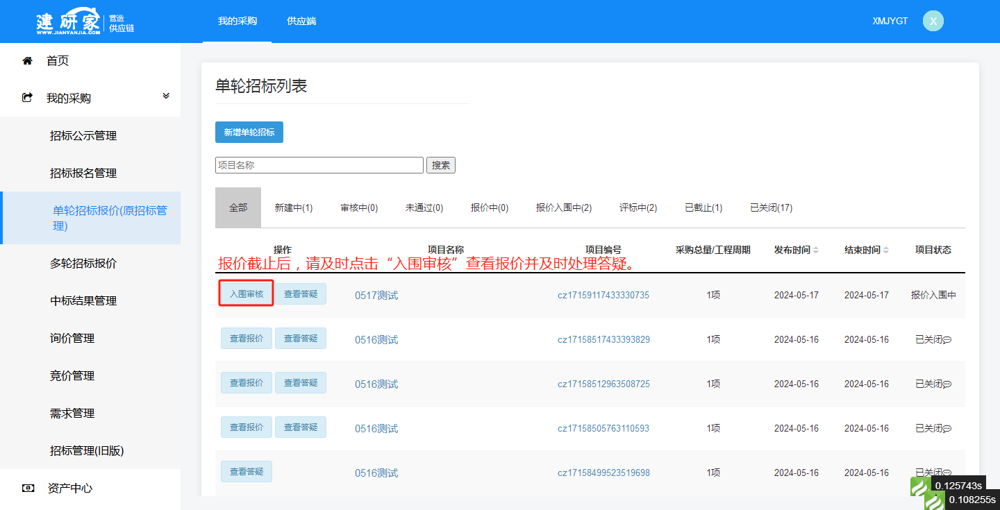 建研家
WWW.JIANYANJIA.COM
营造
供应链
我的采购
供应端
XMJYGT
X
首页
我的采购
招标公示管理
招标报名管理
单轮招标报价(原招标管
理)
多轮招标报价
中标结果管理
询价管理
竞价管理
需求管理
招标管理(旧版)
资产中心
单轮招标列表
新增单轮招标
项目名称 搜索
全部 新建中(1) 审核中(0) 未通过(0) 报价中(0) 报价入围中(2) 评标中(2) 已截止(1) 已关闭(17)
操作 项目名称 项目编号 采购总量/工程周期 发布时间 结束时间 项目状态
报价截止后，请及时点击“入围审核”查看报价并及时处理答疑。
入围审核 查看答疑 0517测试 cz17159117433330735 1项 2024-05-17 2024-05-17 报价入围中
查看报价 查看答疑 0516测试 cz17158517433393829 1项 2024-05-16 2024-05-16 已关闭
查看报价 查看答疑 0516测试 cz17158512963508725 1项 2024-05-16 2024-05-16 已关闭
查看报价 查看答疑 0516测试 cz17158505763110593 1项 2024-05-16 2024-05-16 已关闭
查看答疑 0516测试 cz17158499523519698 1项 2024-05-16 2024-05-16 已关闭
0.125743s
0.108255s